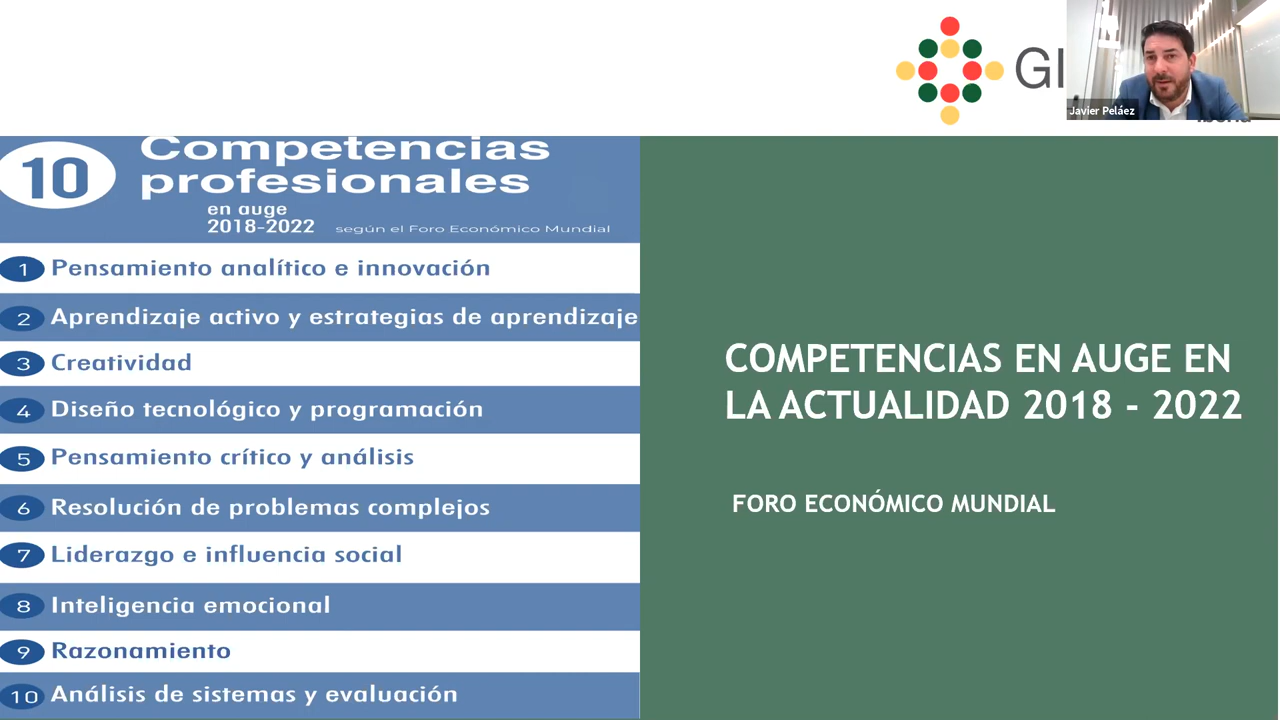 GI
Javier Peláez
10
Competencias
profesionales
en auge
2018-2022
según el Foro Económico Mundial
1 Pensamiento analítico e innovación
2 Aprendizaje activo y estrategias de aprendizaje
3 Creatividad
4 Diseño tecnológico y programación
5 Pensamiento crítico y análisis
6 Resolución de problemas complejos
7 Liderazgo e influencia social
8 Inteligencia emocional
9 Razonamiento
10 Análisis de sistemas y evaluación
COMPETENCIAS EN AUGE EN
LA ACTUALIDAD 2018 - 2022
FORO ECONÓMICO MUNDIAL